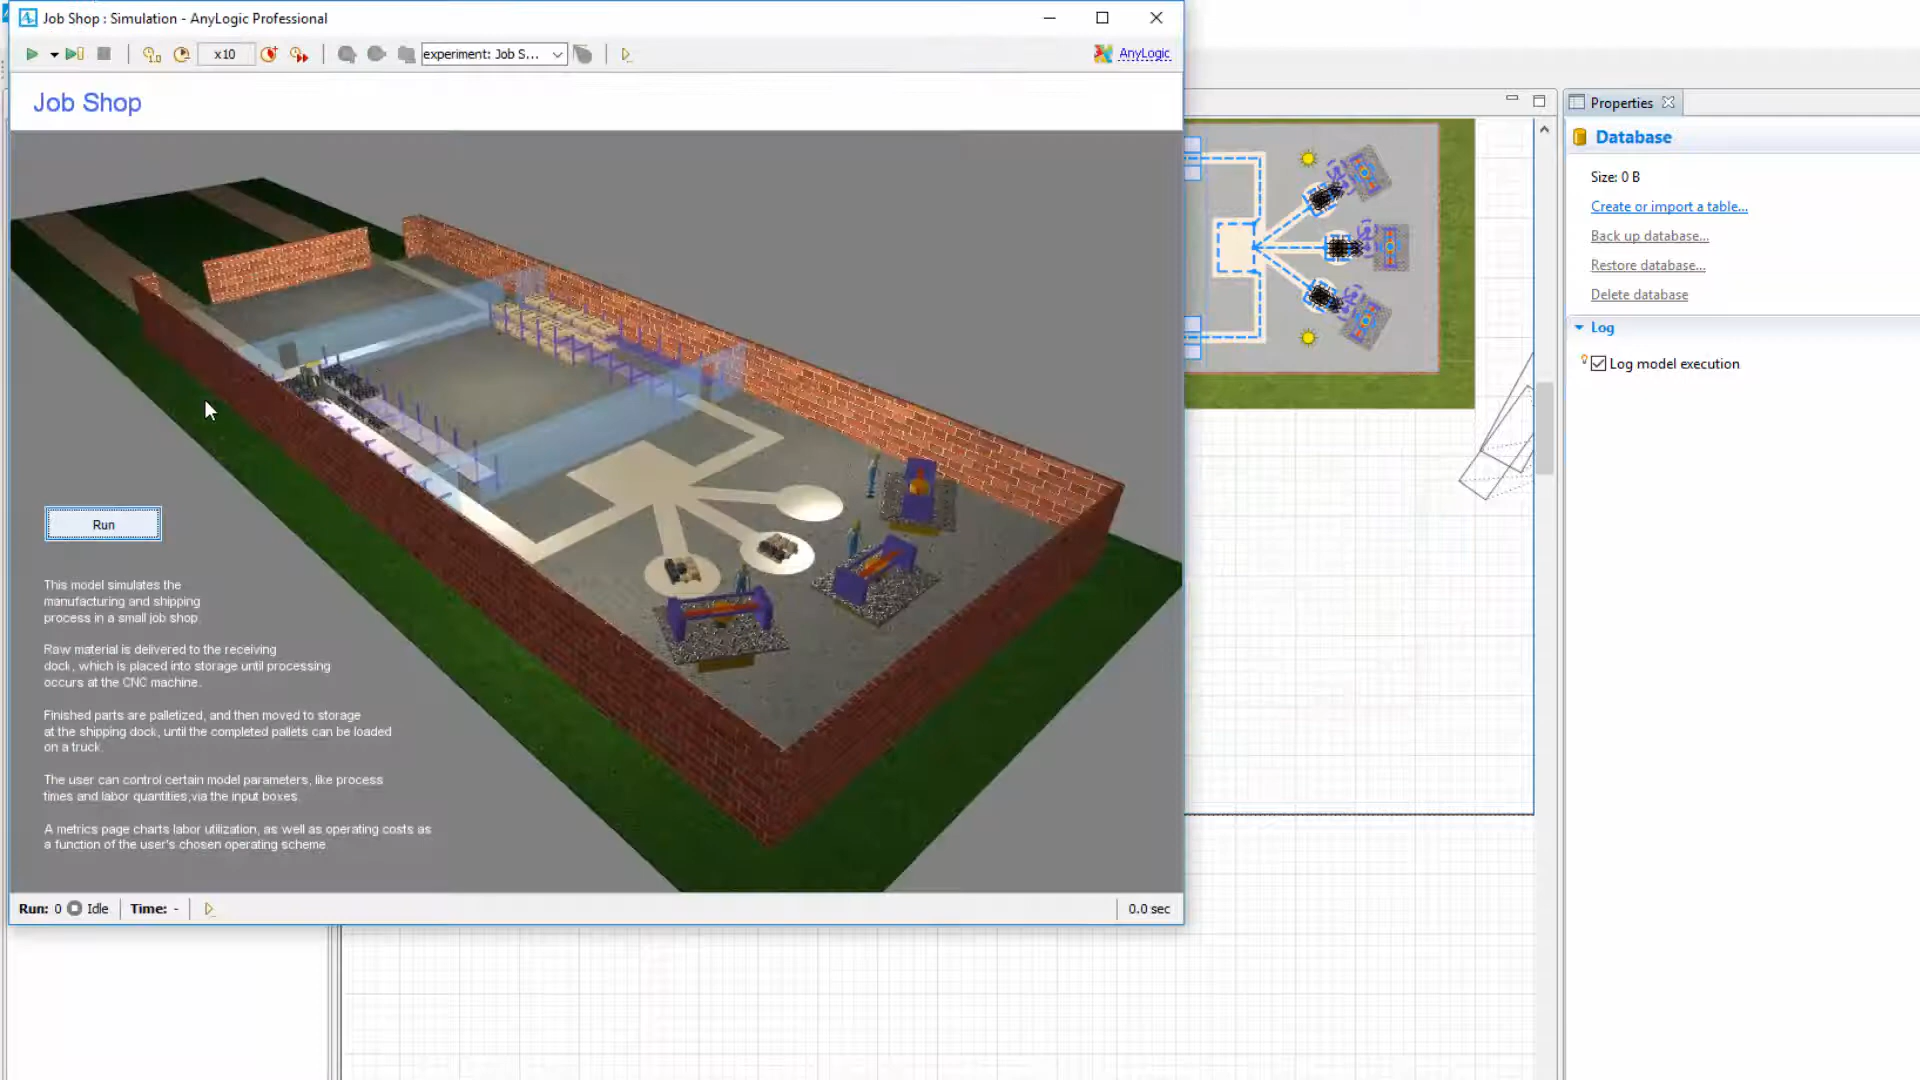 Job Shop : Simulation - AnyLogic Professional
x10
experiment: Job S...
AnyLogic
Job Shop
Run
This model simulates the
manufacturing and shipping
process in a small job shop.
Raw material is delivered to the receiving
dock, which is placed into storage until processing
occurs at the CNC machine.
Finished parts are palletized, and then moved to storage
at the shipping dock, until the completed pallets can be loaded
on a truck.
The user can control certain model parameters, like process
times and labor quantities,via the input boxes.
A metrics page charts labor utilization, as well as operating costs as
a function of the user's chosen operating scheme
Run: 0 Idle Time: -
0.0 sec
Properties
Database
Size: 0 B
Create or import a table...
Back up database...
Restore database...
Delete database
Log
Log model execution